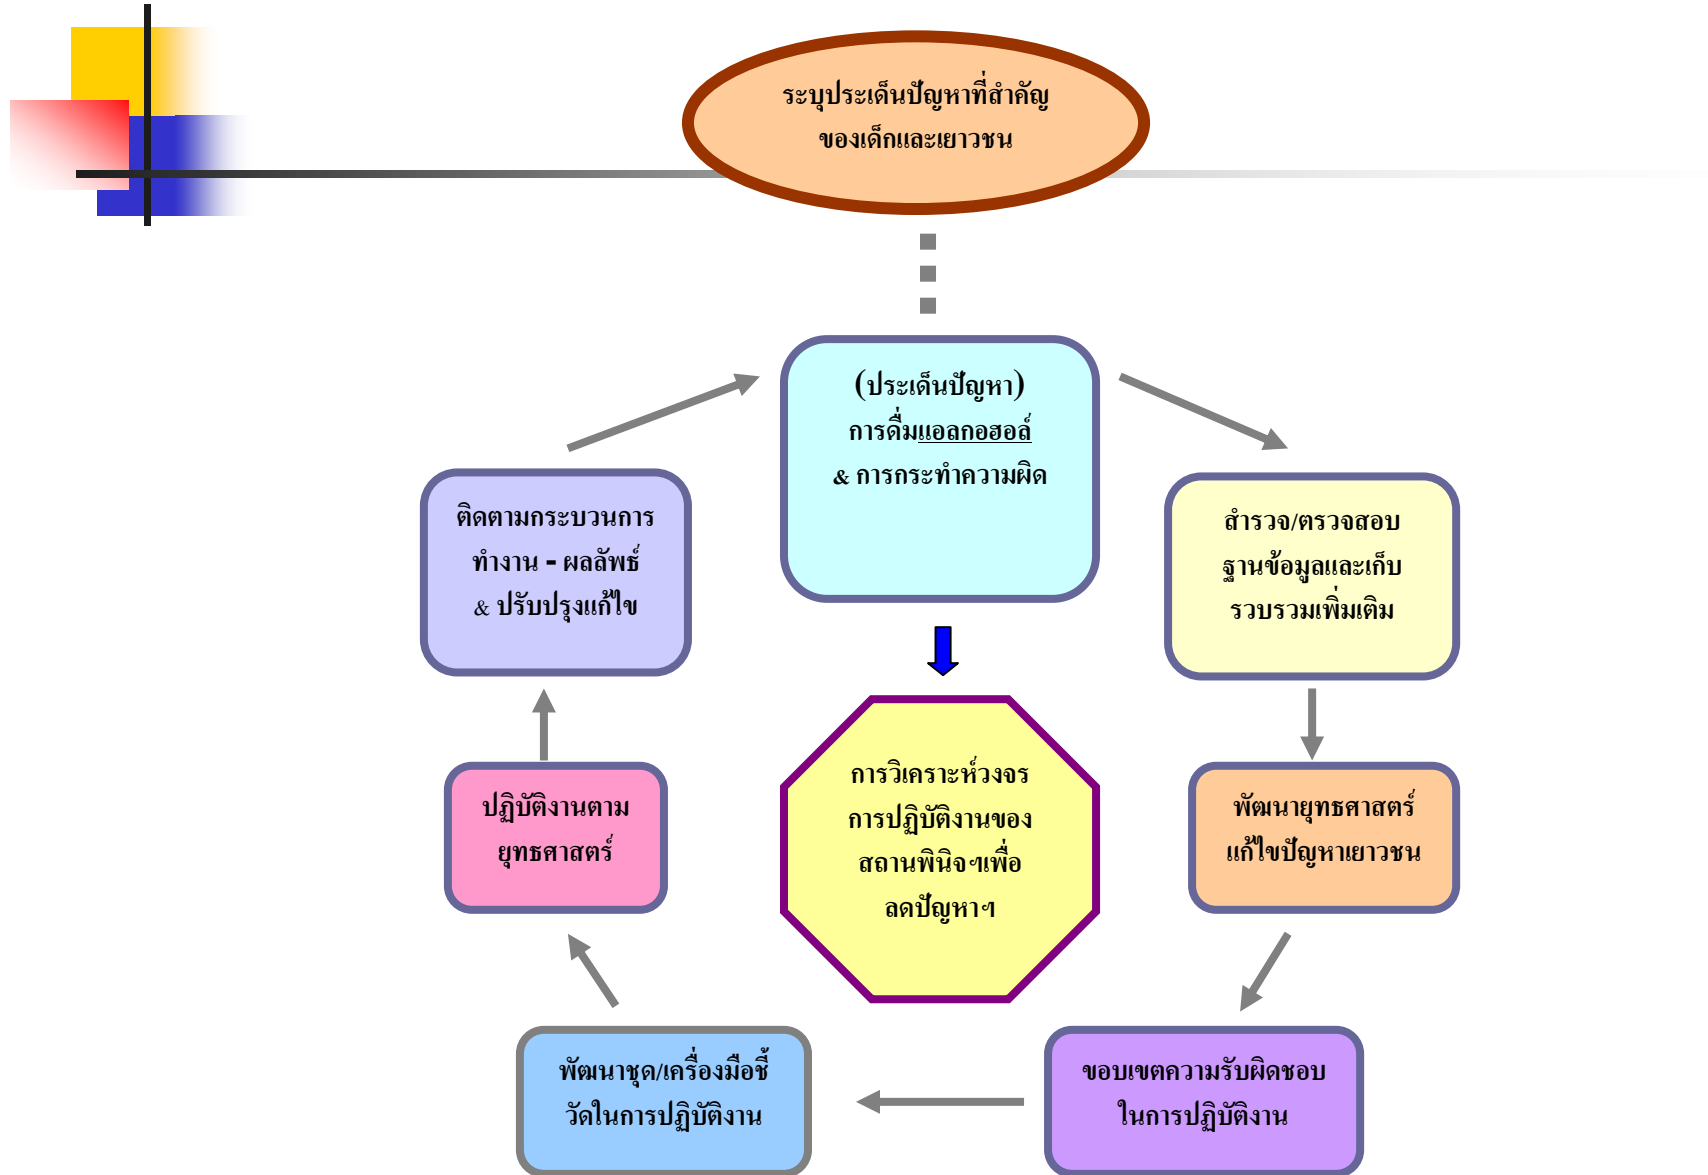 ระบุประเด็นปัญหาที่สำคัญ
ของเด็กและเยาวชน
(ประเด็นปัญหา)
การดื่มแอลกอฮอล์
& การกระทำความผิด
ติดตามกระบวนการ
ทำงาน - ผลลัพธ์
& ปรับปรุงแก้ไข
สำรวจ/ตรวจสอบ
ฐานข้อมูลและเก็บ
รวบรวมเพิ่มเติม
การวิเคราะห์วงจร
การปฏิบัติงานของ
สถานพินิจฯเพื่อ
ลดปัญหาฯ
ปฏิบัติงานตาม
ยุทธศาสตร์
พัฒนายุทธศาสตร์
แก้ไขปัญหาเยาวชน
พัฒนาชุด/เครื่องมือชี้
วัดในการปฏิบัติงาน
ขอบเขตความรับผิดชอบ
ในการปฏิบัติงาน